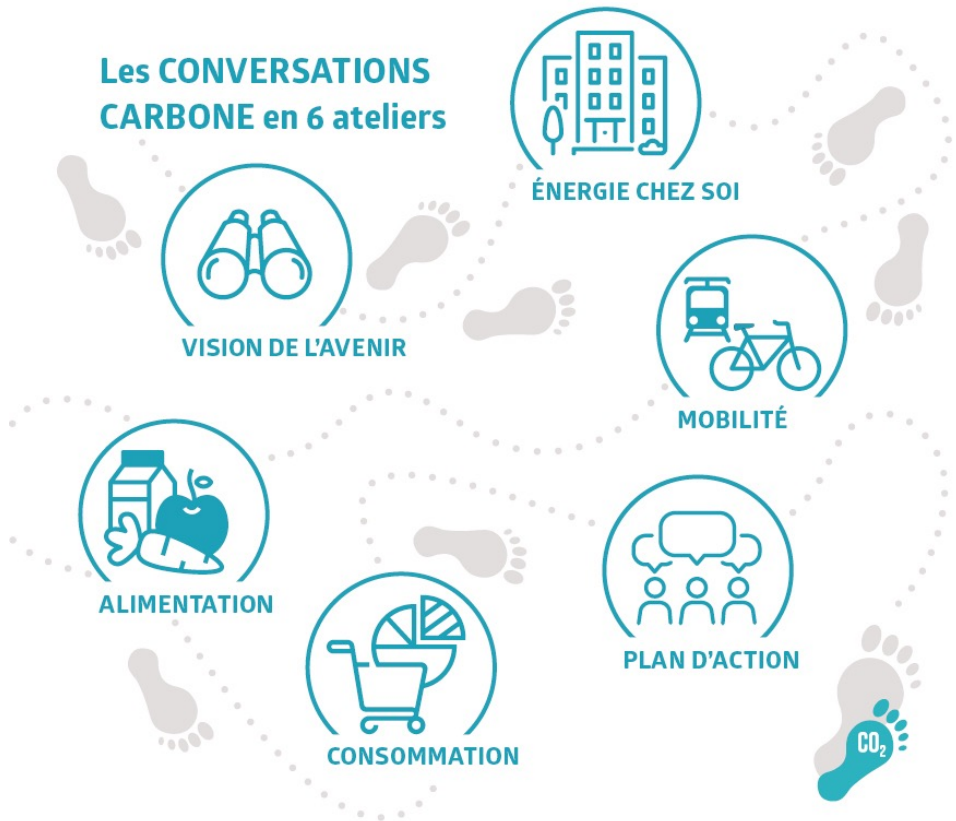 Les CONVERSATIONS
CARBONE en 6 ateliers
VISION DE L’AVENIR
ÉNERGIE CHEZ SOI
MOBILITÉ
ALIMENTATION
CONSOMMATION
PLAN D’ACTION
CO₂